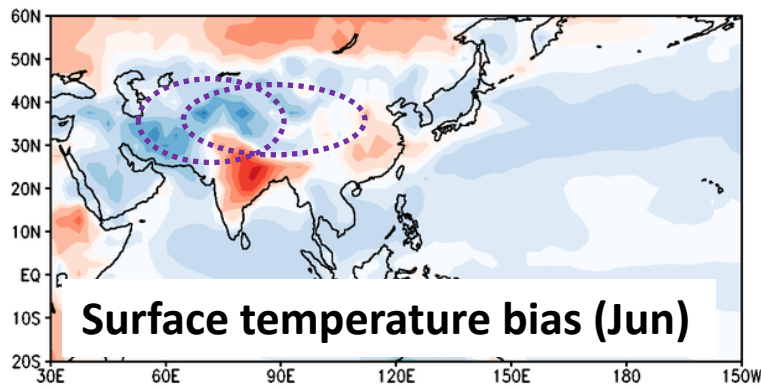 60N
50N
40N
30N
20N
10N
EQ
10S
20S
Surface temperature bias (Jun)
30E 60E 90E 120E 150E 180 150W